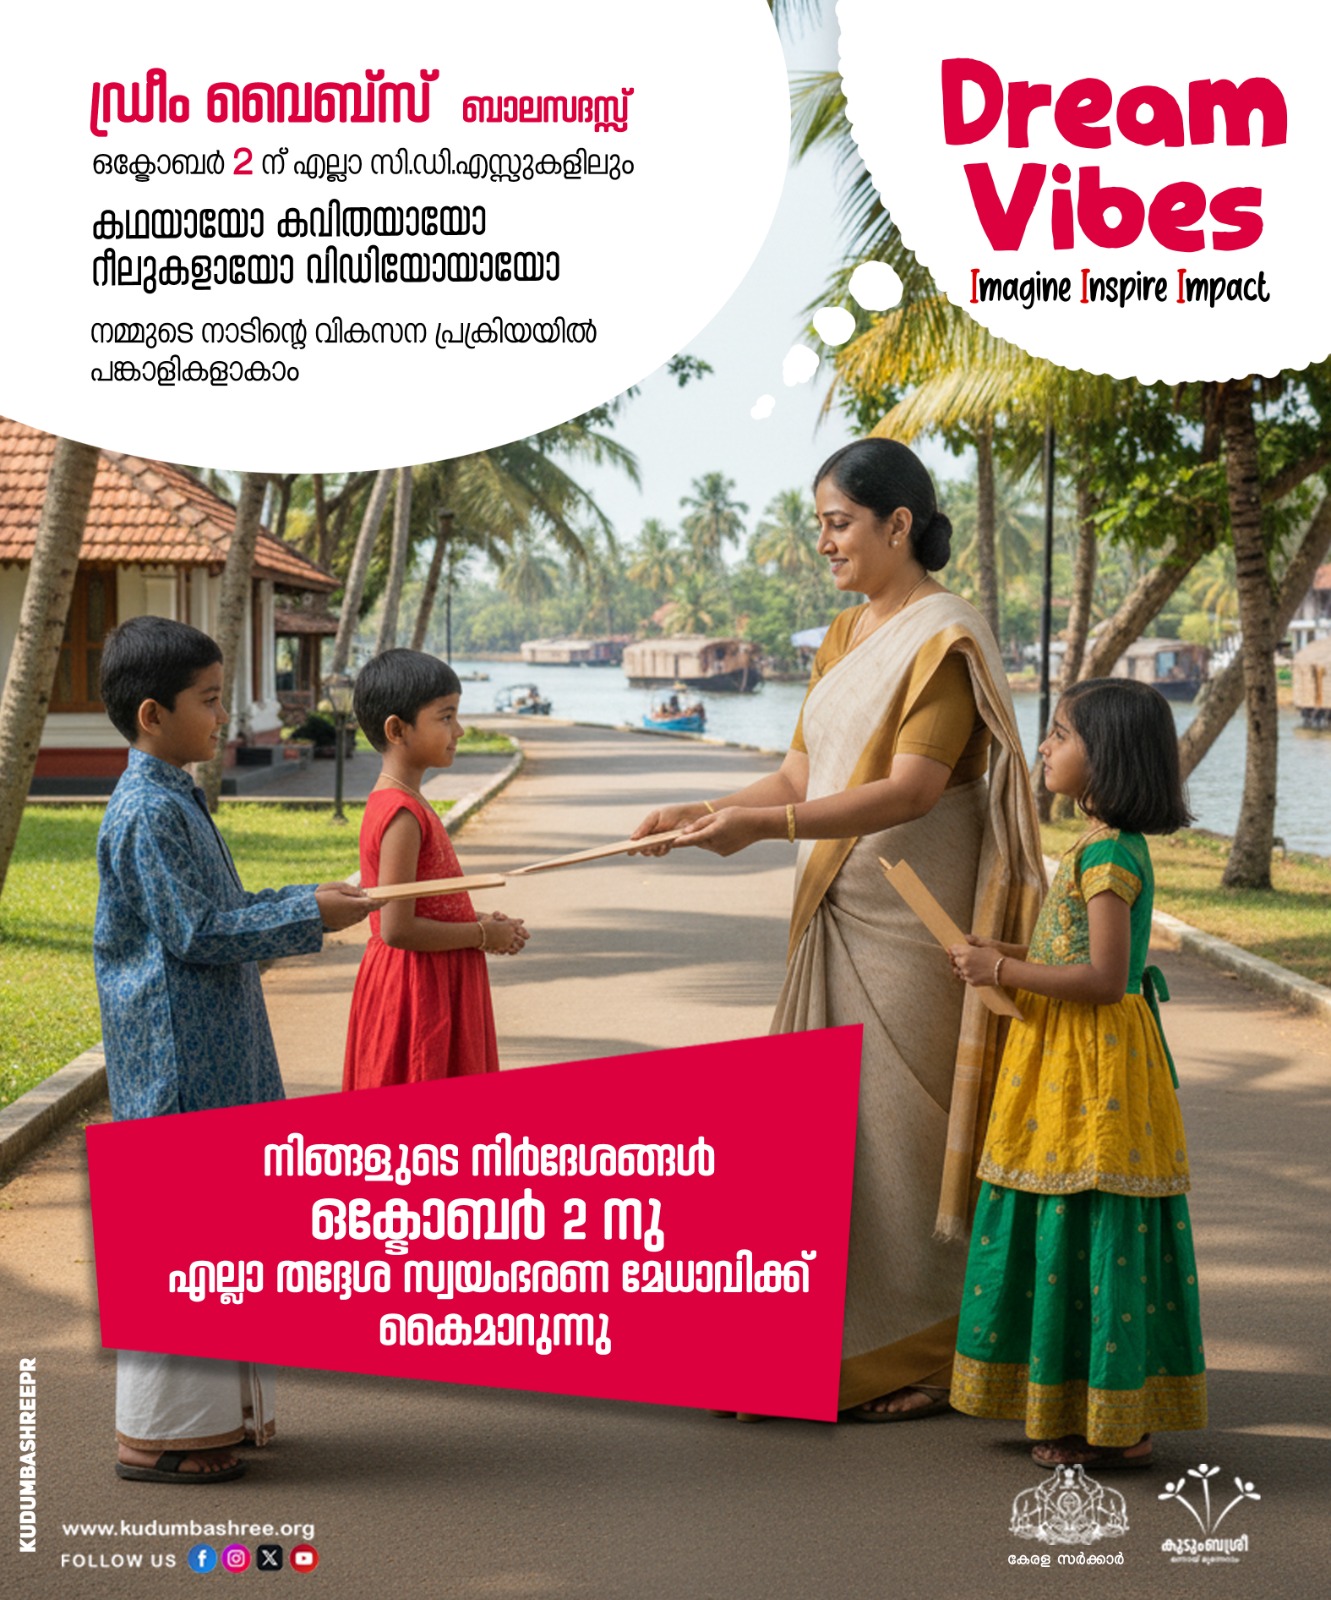 ഡ്രീം വൈബ്സ് ബാലസദസ്സ്
ഒക്ടോബർ 2 ന് എല്ലാ സി.ഡി.എസ്സുകളിലും
കഥയായോ കവിതയായോ
റീലുകളായോ വിഡിയോയായോ
നമ്മുടെ നാടിന്റെ വികസന പ്രക്രിയയിൽ
പങ്കാളികളാകാം
Dream
Vibes
Imagine Inspire Impact
നിങ്ങളുടെ നിർദേശങ്ങൾ
ഒക്ടോബർ 2 നു
എല്ലാ തദ്ദേശ സ്വയംഭരണ മേധാവിക്ക്
കൈമാറുന്നു
KUDUMBASHREEPR
www.kudumbashree.org
FOLLOW US
കേരള സർക്കാർ
കുടുംബശ്രീ